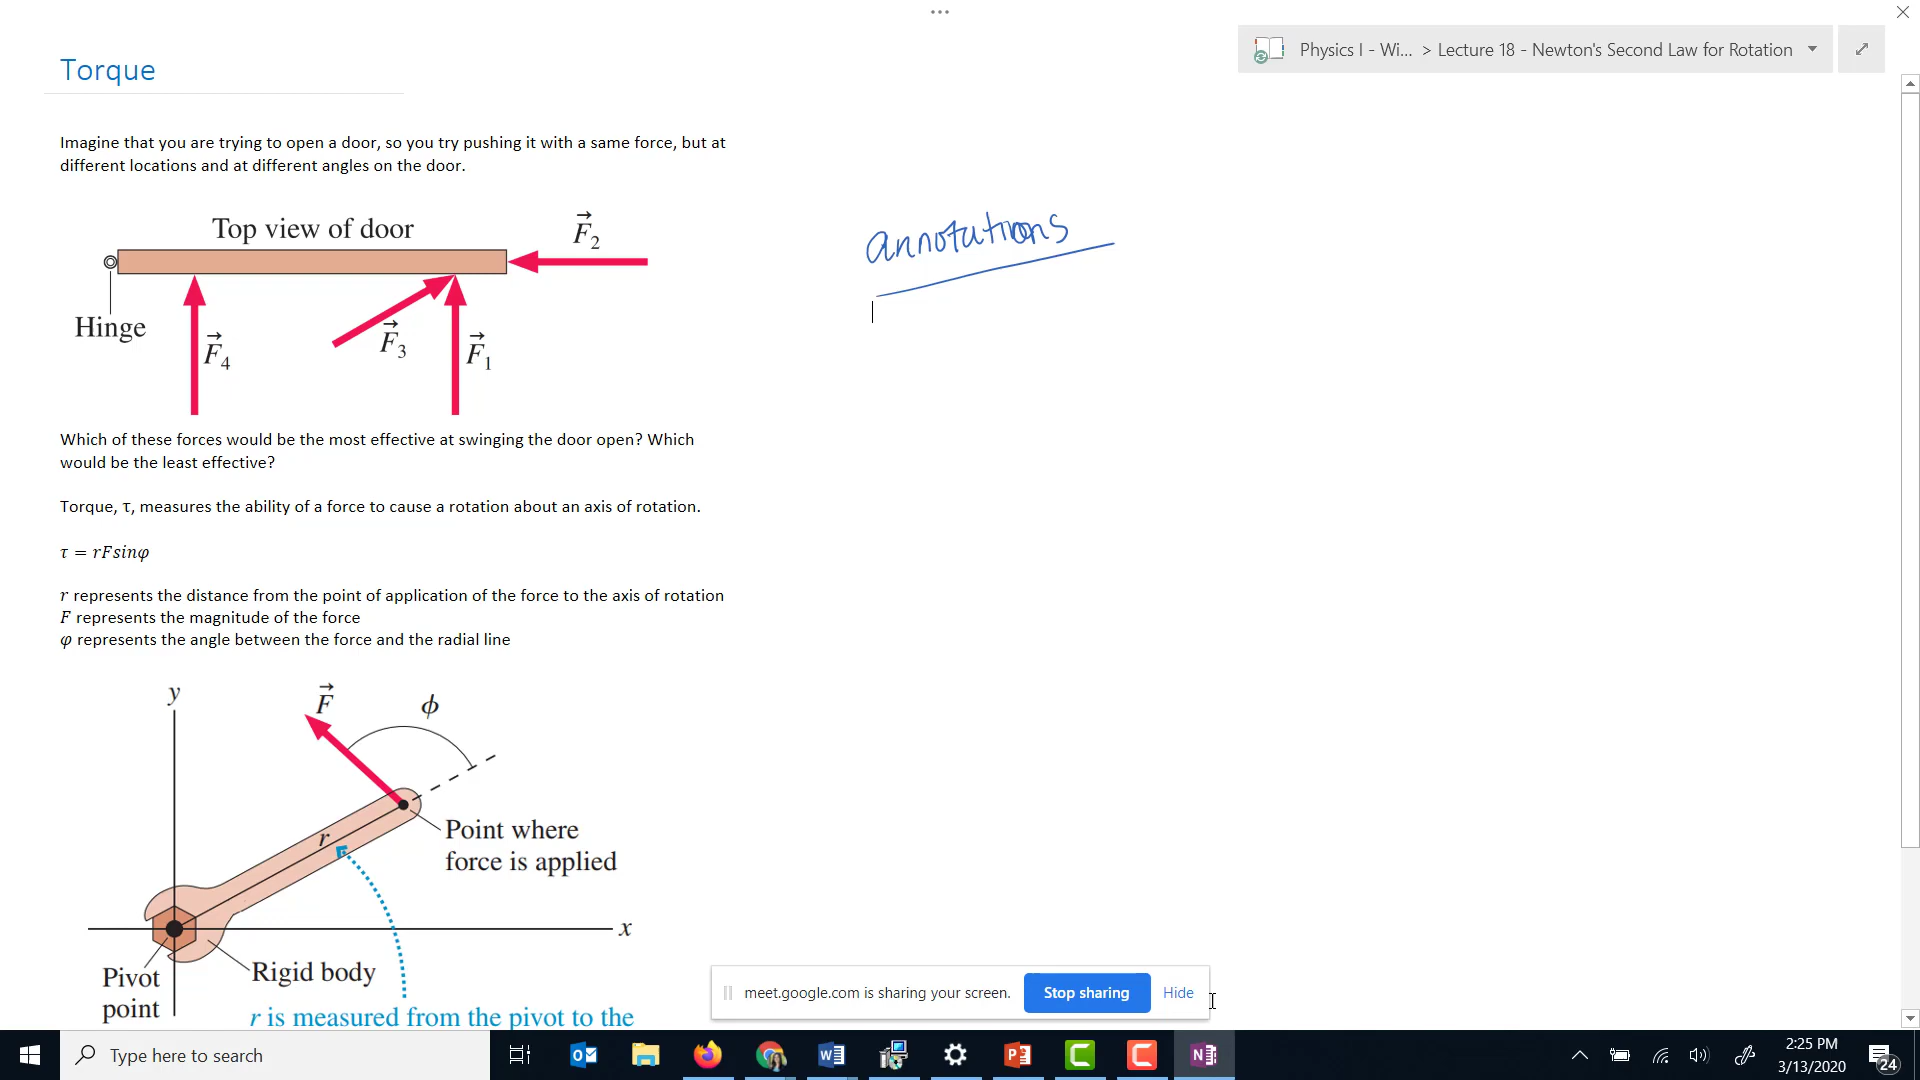 Physics I - Wi... > Lecture 18 - Newton's Second Law for Rotation
Torque
Imagine that you are trying to open a door, so you try pushing it with a same force, but at
different locations and at different angles on the door.
Top view of door
F₂
annotations
Hinge
F₄
F₃
F₁
Which of these forces would be the most effective at swinging the door open? Which
would be the least effective?
Torque, τ, measures the ability of a force to cause a rotation about an axis of rotation.
τ = rFsinφ
r represents the distance from the point of application of the force to the axis of rotation
F represents the magnitude of the force
φ represents the angle between the force and the radial line
y
F
ϕ
r
Point where
force is applied
x
Pivot
point
Rigid body
r is measured from the pivot to the
meet.google.com is sharing your screen.
Stop sharing
Hide
Type here to search
2:25 PM
3/13/2020
24